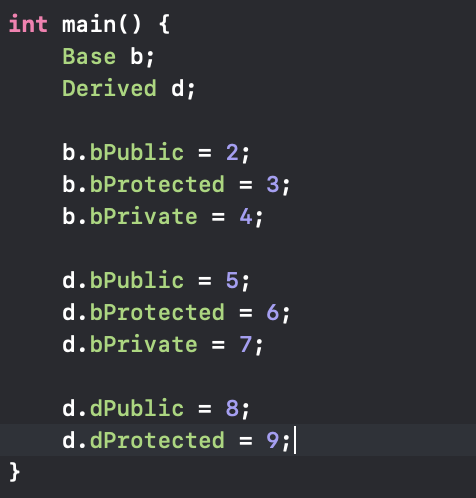 int main() {
    Base b;
    Derived d;

    b.bPublic = 2;
    b.bProtected = 3;
    b.bPrivate = 4;

    d.bPublic = 5;
    d.bProtected = 6;
    d.bPrivate = 7;

    d.dPublic = 8;
    d.dProtected = 9;
}